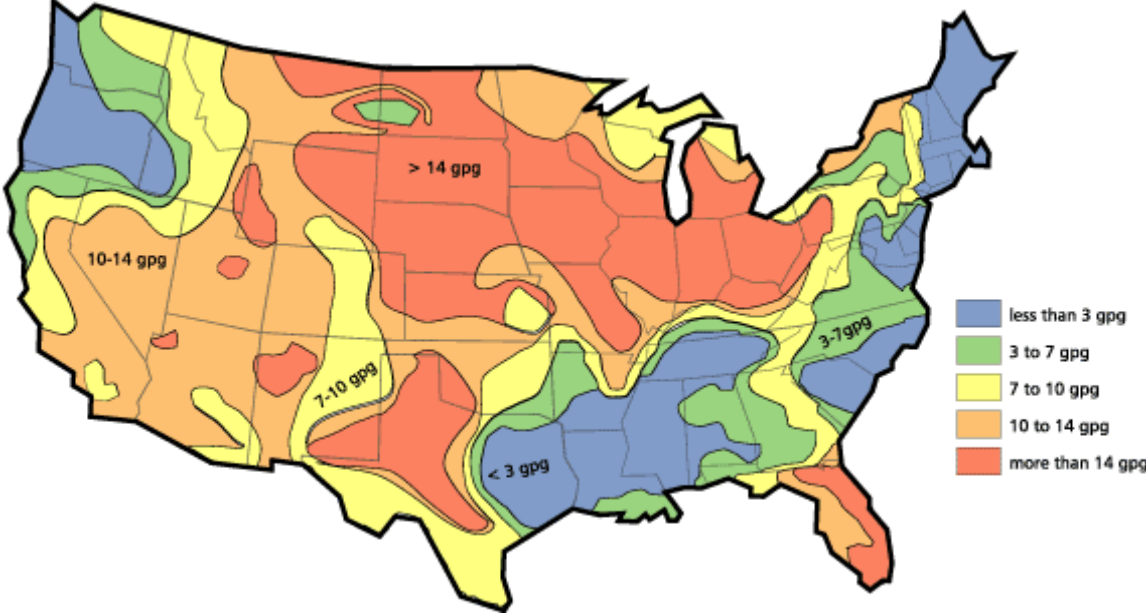 > 14 gpg
10-14 gpg
7-10 gpg
3-7gpg
< 3 gpg
less than 3 gpg
3 to 7 gpg
7 to 10 gpg
10 to 14 gpg
more than 14 gpg